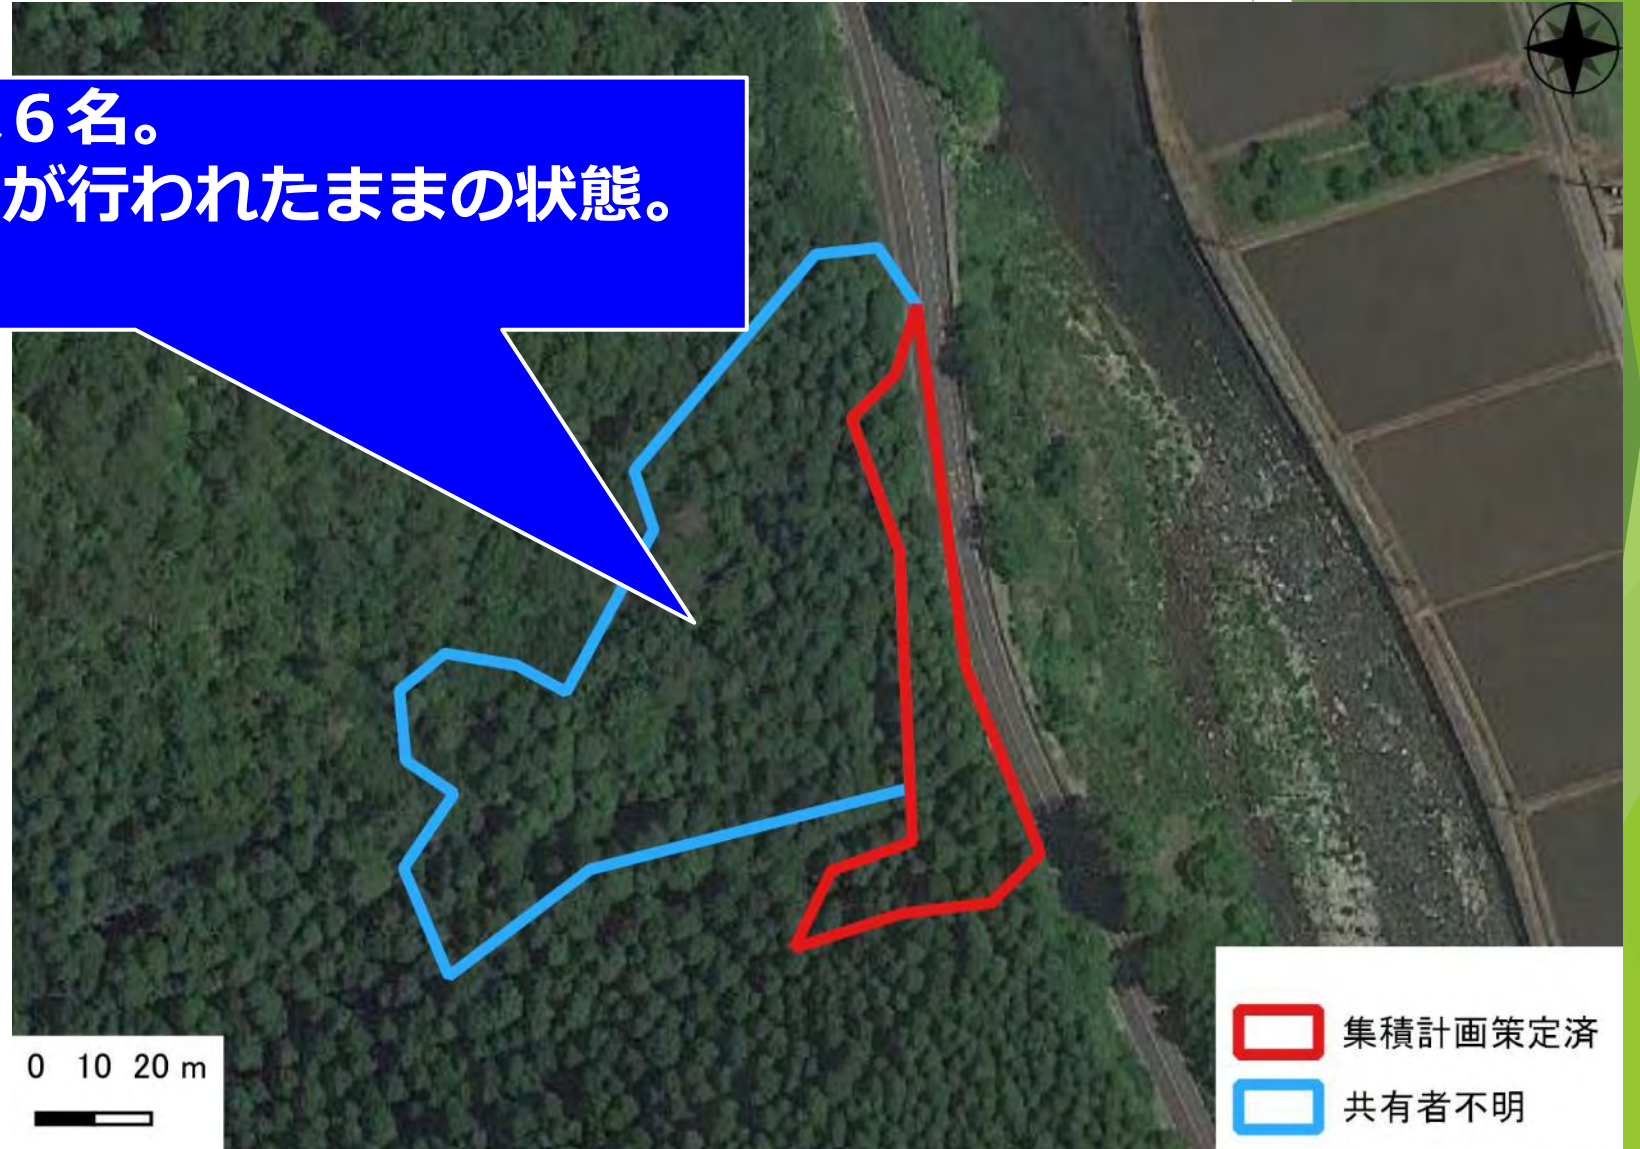 ６名。
が行われたままの状態。
0 10 20 m
集積計画策定済
共有者不明